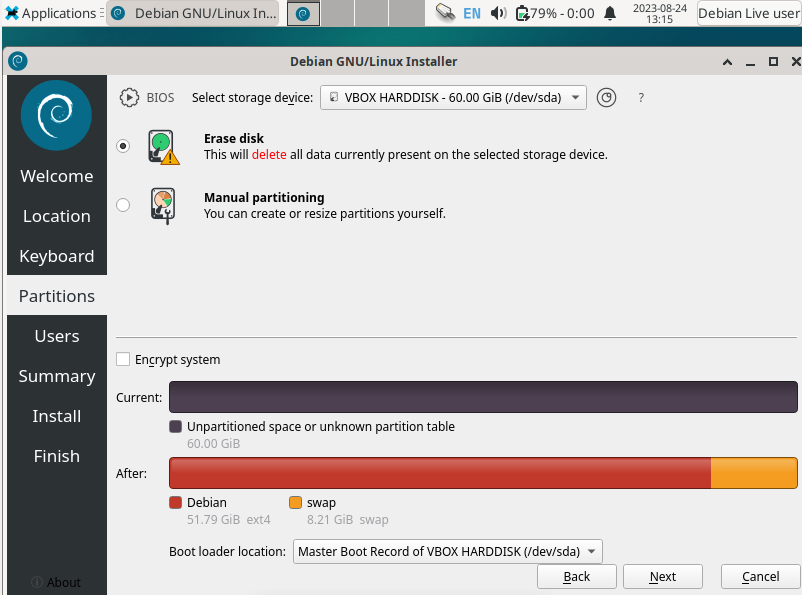 Applications
Debian GNU/Linux In...
EN
79% - 0:00
2023-08-24
13:15
Debian Live user
Debian GNU/Linux Installer
Welcome
Location
Keyboard
Partitions
Users
Summary
Install
Finish
About
BIOS
Select storage device:
VBOX HARDDISK - 60.00 GiB (/dev/sda)
?
Erase disk
This will delete all data currently present on the selected storage device.
Manual partitioning
You can create or resize partitions yourself.
Encrypt system
Current:
Unpartitioned space or unknown partition table
60.00 GiB
After:
Debian
51.79 GiB ext4
swap
8.21 GiB swap
Boot loader location:
Master Boot Record of VBOX HARDDISK (/dev/sda)
Back
Next
Cancel